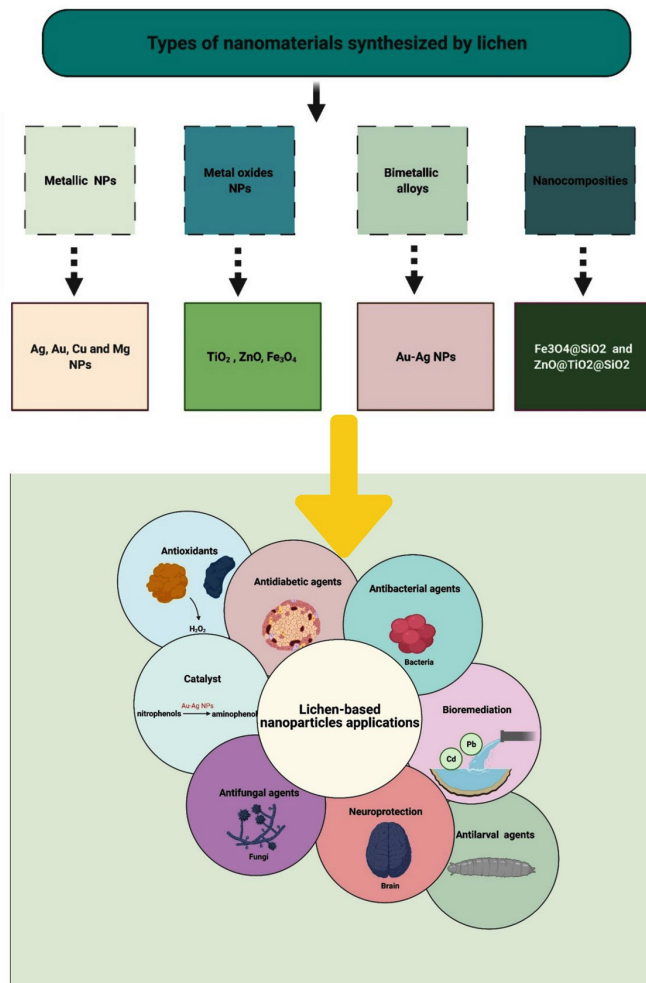 Types of nanomaterials synthesized by lichen
Metallic NPs
Metal oxides
NPs
Bimetallic
alloys
Nanocomposities
Ag, Au, Cu and Mg
NPs
TiO₂ , ZnO, Fe₃O₄
Au-Ag NPs
Fe3O4@SiO2 and
ZnO@TiO2@SiO2
Antioxidants
H₂O₂
Antidiabetic agents
Antibacterial agents
Bacteria
Catalyst
Au-Ag NPs
nitrophenols
aminophenol
Lichen-based
nanoparticles applications
Bioremediation
Pb
Cd
Antifungal agents
Fungi
Neuroprotection
Brain
Antilarval agents